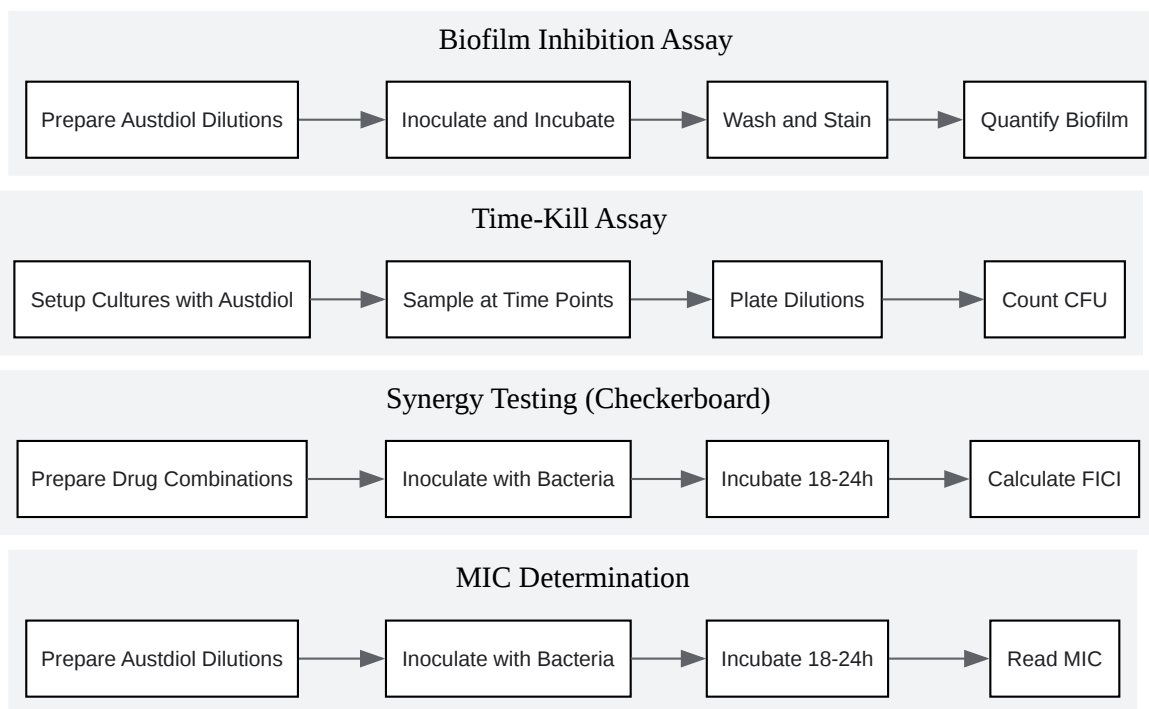 Biofilm Inhibition Assay
Prepare Austdiol Dilutions
Inoculate and Incubate
Wash and Stain
Quantify Biofilm
Time-Kill Assay
Setup Cultures with Austdiol
Sample at Time Points
Plate Dilutions
Count CFU
Synergy Testing (Checkerboard)
Prepare Drug Combinations
Inoculate with Bacteria
Incubate 18-24h
Calculate FICI
MIC Determination
Prepare Austdiol Dilutions
Inoculate with Bacteria
Incubate 18-24h
Read MIC